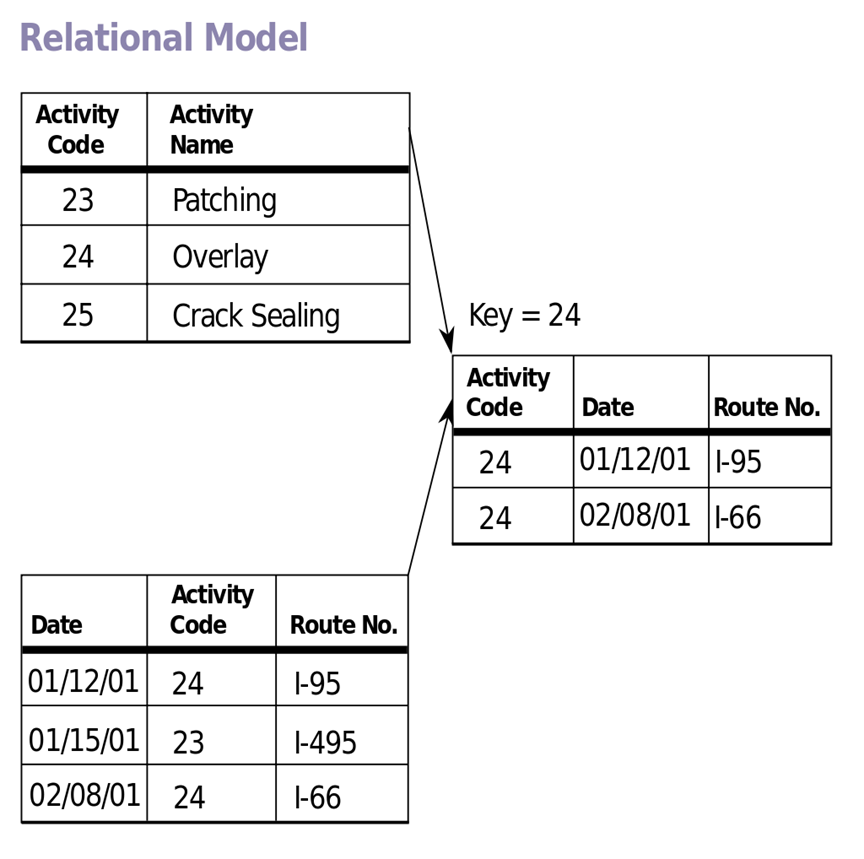 Relational Model
Activity Code Activity Name
23 Patching
24 Overlay
25 Crack Sealing
Key = 24
Activity Code Date Route No.
24 01/12/01 I-95
24 02/08/01 I-66
Date Activity Code Route No.
01/12/01 24 I-95
01/15/01 23 I-495
02/08/01 24 I-66